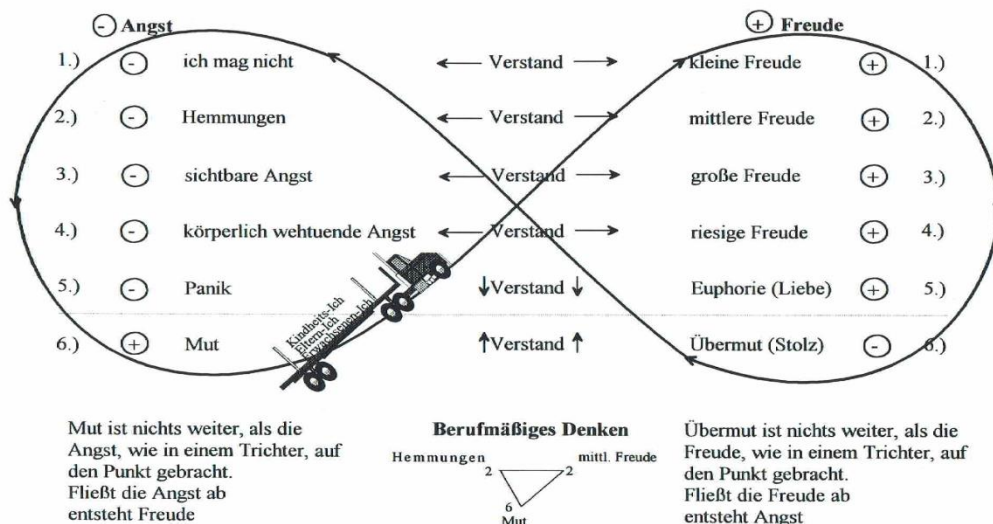 - Angst + Freude
1.) - ich mag nicht ← Verstand → kleine Freude + 1.)
2.) - Hemmungen ← Verstand → mittlere Freude + 2.)
3.) - sichtbare Angst ← Verstand → große Freude + 3.)
4.) - körperlich wehtuende Angst ← Verstand → riesige Freude + 4.)
5.) - Panik ↓ Verstand ↓ Euphorie (Liebe) + 5.)
6.) + Mut ↑ Verstand ↑ Übermut (Stolz) - 6.)
Kindheits-Ich
Eltern-Ich
Erwachsenen-Ich
Mut ist nichts weiter, als die
Angst, wie in einem Trichter, auf
den Punkt gebracht.
Fließt die Angst ab
entsteht Freude
Berufmäßiges Denken
Hemmungen mittl. Freude
2 2
6
Mut
Übermut ist nichts weiter, als die
Freude, wie in einem Trichter, auf
den Punkt gebracht.
Fließt die Freude ab
entsteht Angst